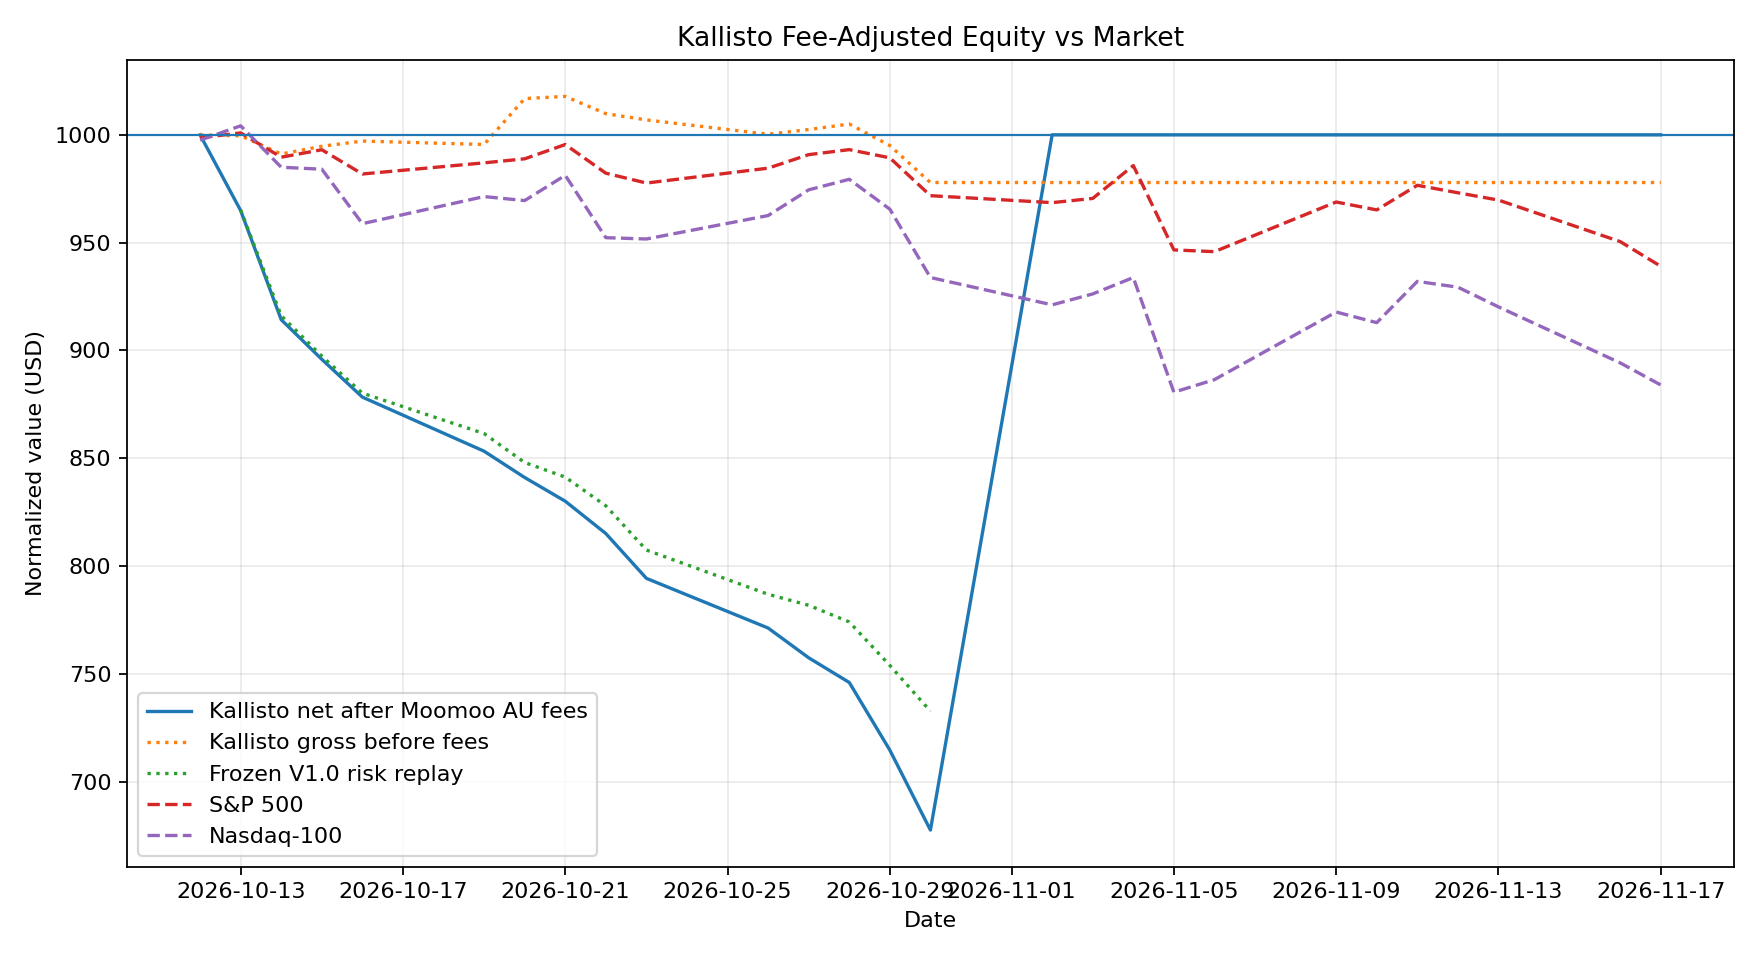 Kallisto Fee-Adjusted Equity vs Market
Normalized value (USD)
1000
950
900
850
800
750
700
Kallisto net after Moomoo AU fees
Kallisto gross before fees
Frozen V1.0 risk replay
S&P 500
Nasdaq-100
2026-10-13 2026-10-17 2026-10-21 2026-10-25 2026-10-29 2026-11-01 2026-11-05 2026-11-09 2026-11-13 2026-11-17
Date